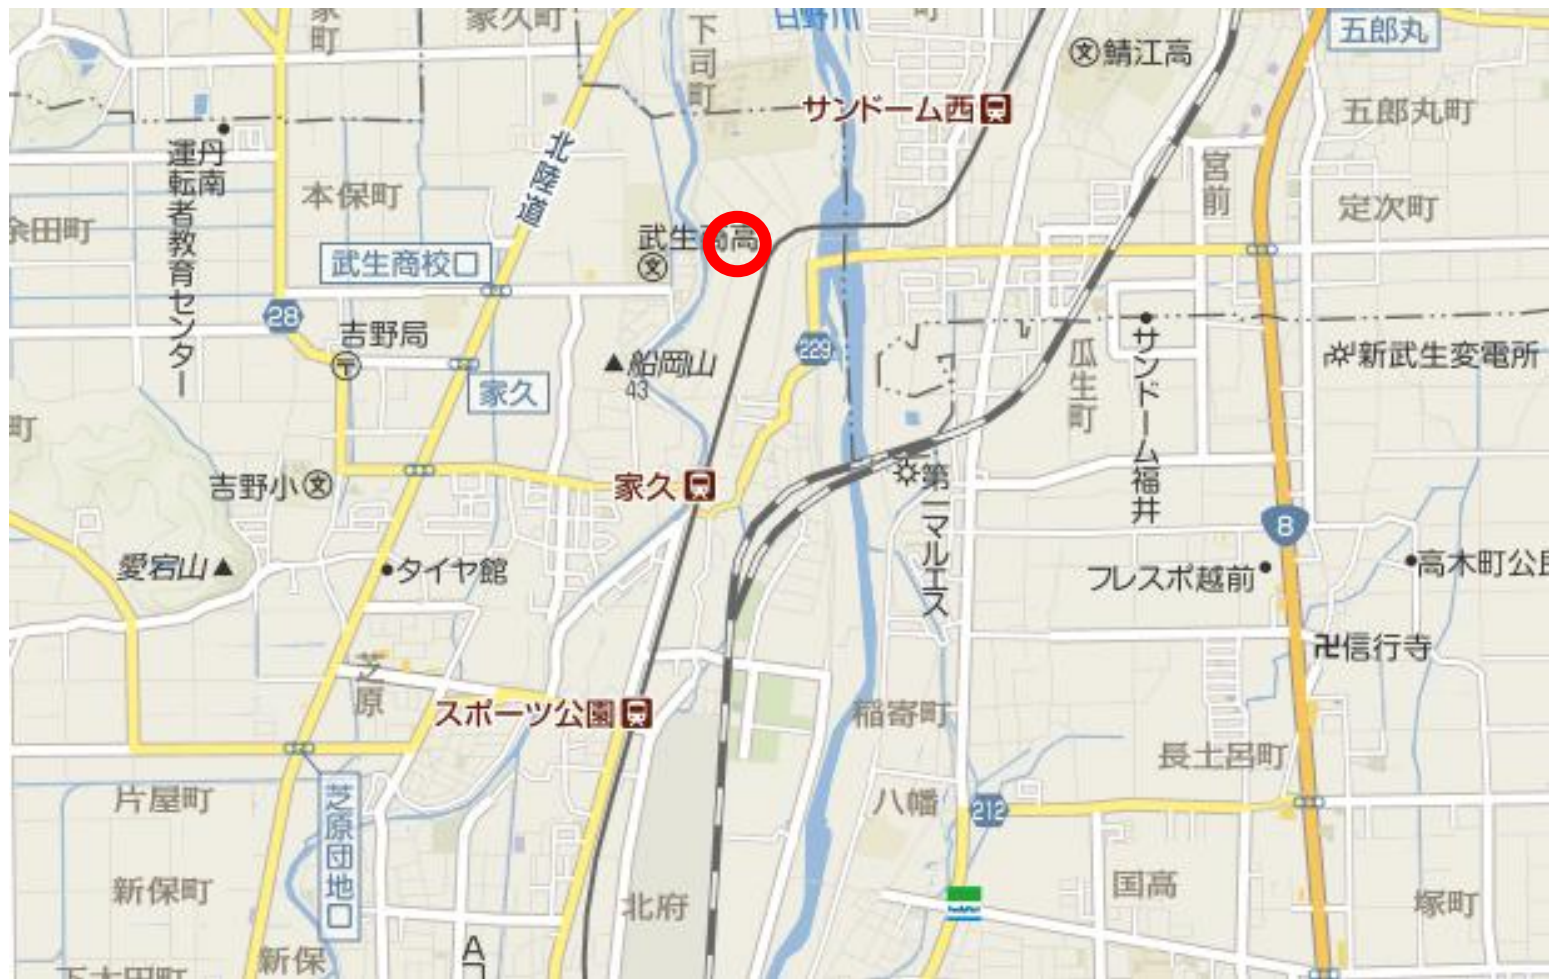 家久町
下司町
日野川
鯖江高
五郎丸
サンドーム西
五郎丸町
丹南
運転者教育センター
北陸道
本保町
宮前
定次町
余田町
武生商高
武生商校口
28
吉野局
船岡山
43
229
瓜生町
サンドーム福井
新武生変電所
家久
吉野小
家久
第一マルエス
8
愛宕山
タイヤ館
フレスポ越前
高木町公民
卍信行寺
芝原
スポーツ公園
稲寄町
長土呂町
片屋町
芝原団地口
八幡
212
新保町
北府
国高
FamilyMart
塚町
新保
A